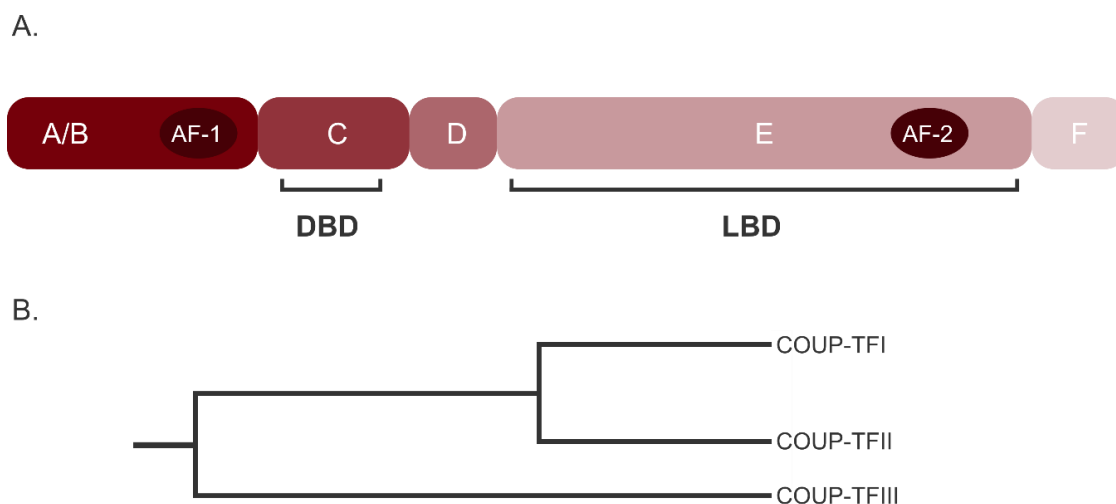 A.
A/B AF-1 C D E AF-2 F
DBD LBD
B.
COUP-TFI
COUP-TFII
COUP-TFIII